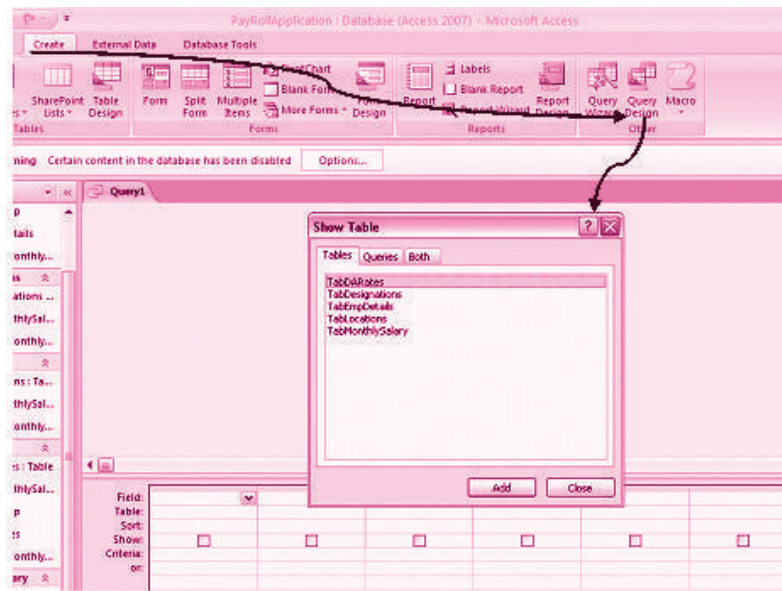 PayRollApplication : Database (Access 2007) - Microsoft Access
Create External Data Database Tools
SharePoint Lists Table Design Form Split Form Multiple Items PivotChart Blank Form More Forms Form Design Report Labels Blank Report Report Wizard Report Design Query Wizard Query Design Macro
Tables Forms Reports Other
Certain content in the database has been disabled Options...
Query1
Show Table
Tables Queries Both
TabDARates
TabDesignations
TabEmpDetails
TabLocations
TabMonthlySalary
Add Close
Field:
Table:
Sort:
Show:
Criteria:
or: